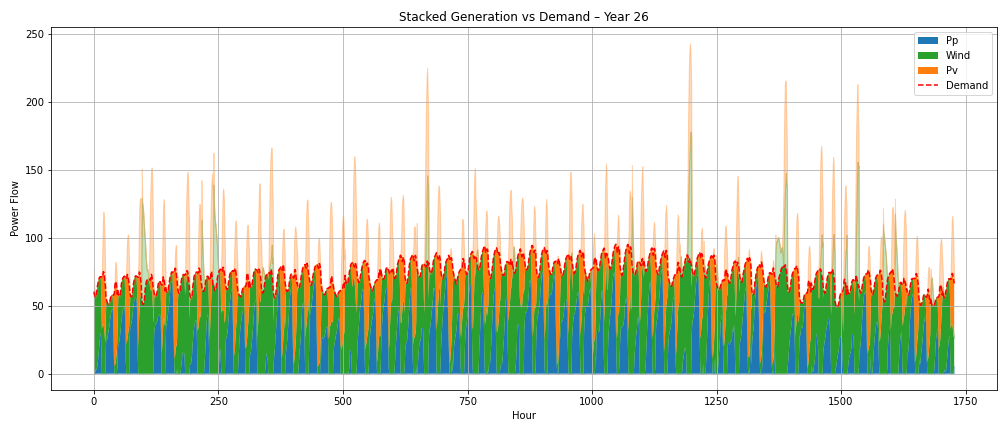 Stacked Generation vs Demand – Year 26
Pp
Wind
Pv
Demand
Power Flow
250
200
150
100
50
0
0
250
500
750
1000
1250
1500
1750
Hour